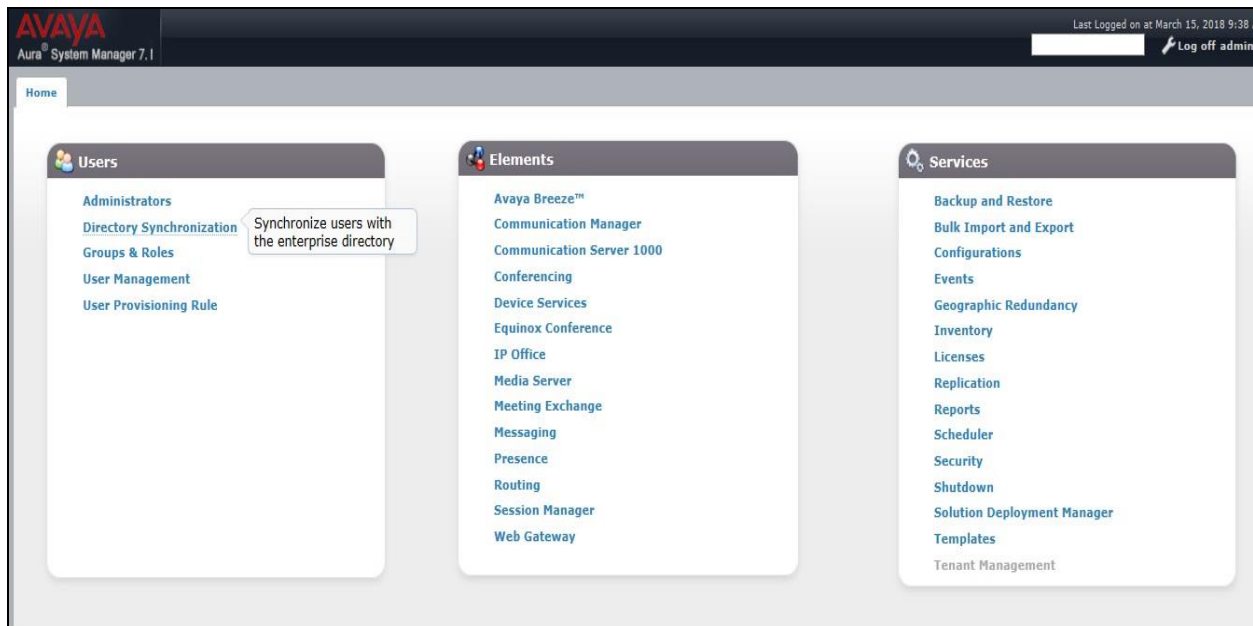 AVAYA
Aura® System Manager 7.1
Last Logged on at March 15, 2018 9:38
Log off admin
Home
Users
Administrators
Directory Synchronization
Synchronize users with
the enterprise directory
Groups & Roles
User Management
User Provisioning Rule
Elements
Avaya Breeze™
Communication Manager
Communication Server 1000
Conferencing
Device Services
Equinox Conference
IP Office
Media Server
Meeting Exchange
Messaging
Presence
Routing
Session Manager
Web Gateway
Services
Backup and Restore
Bulk Import and Export
Configurations
Events
Geographic Redundancy
Inventory
Licenses
Replication
Reports
Scheduler
Security
Shutdown
Solution Deployment Manager
Templates
Tenant Management